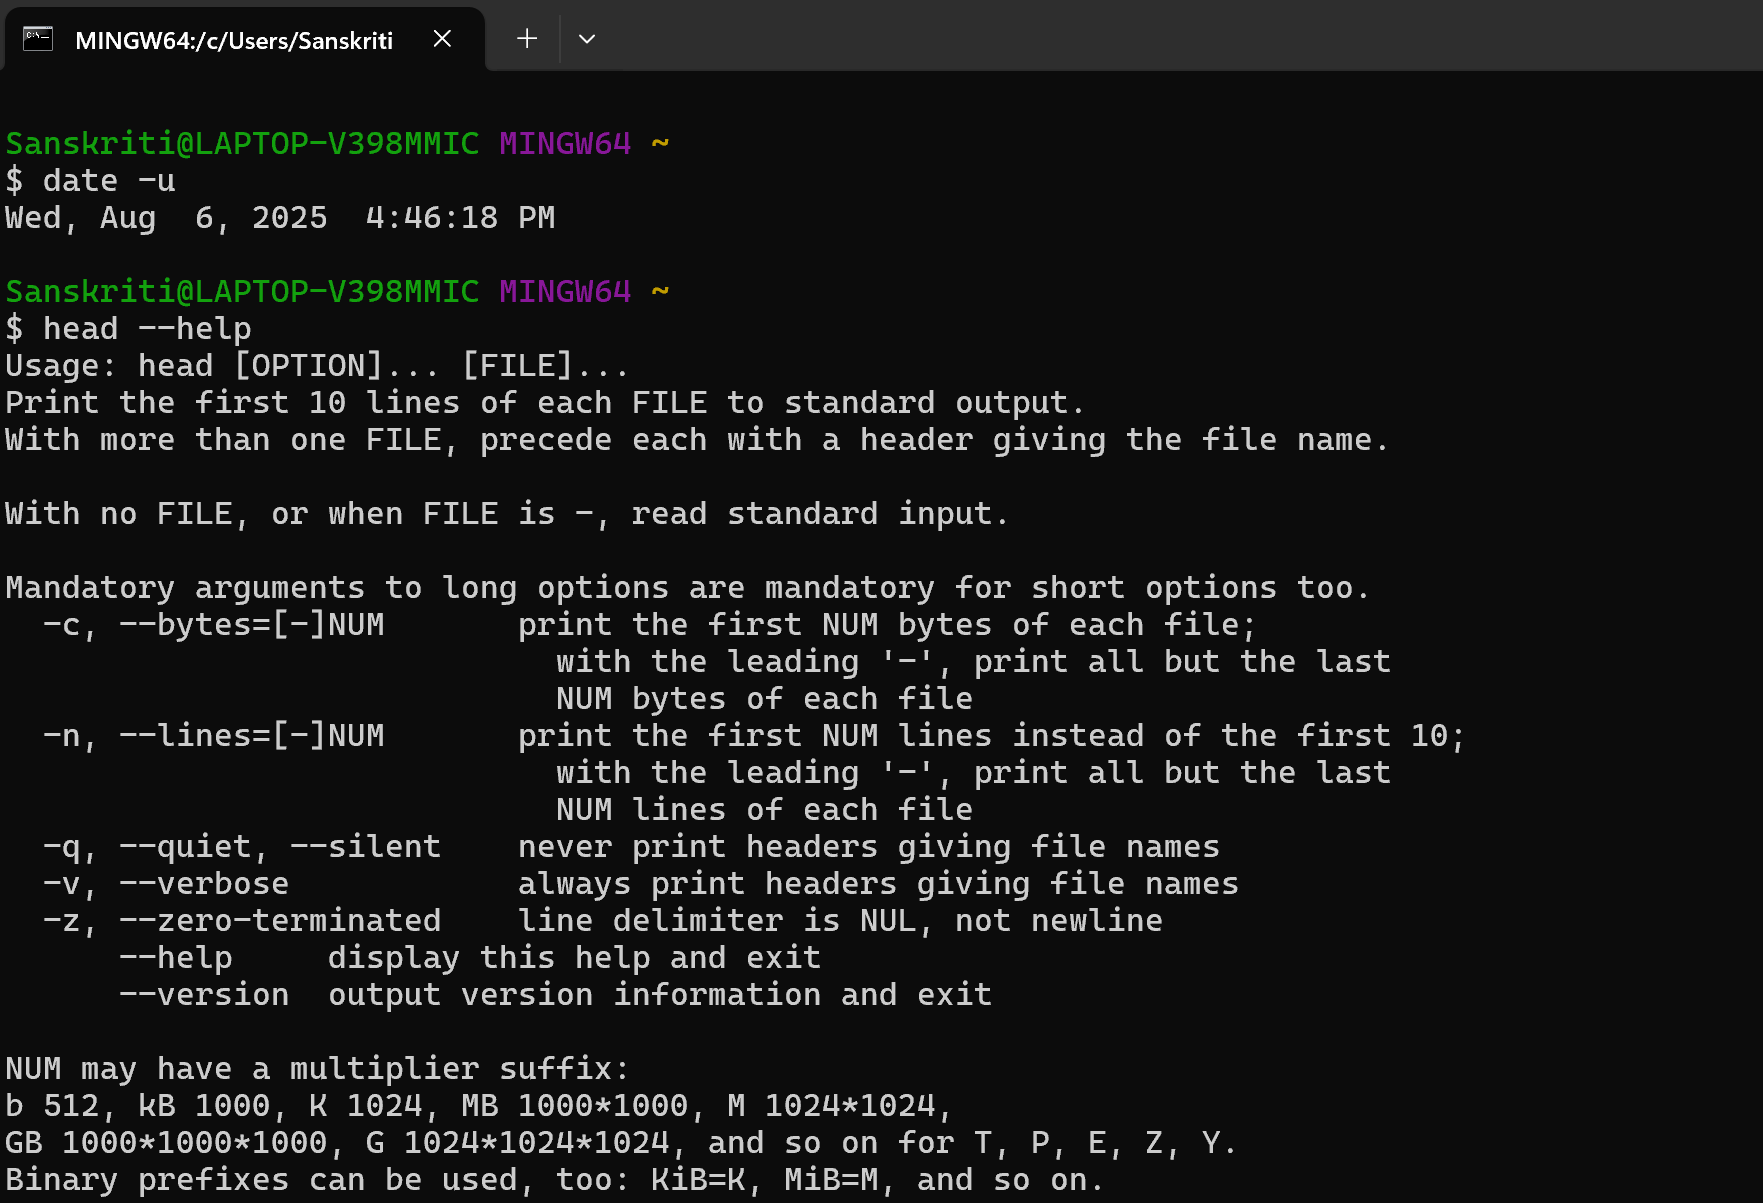 MINGW64:/c/Users/Sanskriti
Sanskriti@LAPTOP-V398MMIC MINGW64 ~
$ date -u
Wed, Aug  6, 2025  4:46:18 PM
Sanskriti@LAPTOP-V398MMIC MINGW64 ~
$ head --help
Usage: head [OPTION]... [FILE]...
Print the first 10 lines of each FILE to standard output.
With more than one FILE, precede each with a header giving the file name.
With no FILE, or when FILE is -, read standard input.
Mandatory arguments to long options are mandatory for short options too.
  -c, --bytes=[-]NUM       print the first NUM bytes of each file;
                             with the leading '-', print all but the last
                             NUM bytes of each file
  -n, --lines=[-]NUM       print the first NUM lines instead of the first 10;
                             with the leading '-', print all but the last
                             NUM lines of each file
  -q, --quiet, --silent    never print headers giving file names
  -v, --verbose            always print headers giving file names
  -z, --zero-terminated    line delimiter is NUL, not newline
      --help     display this help and exit
      --version  output version information and exit
NUM may have a multiplier suffix:
b 512, kB 1000, K 1024, MB 1000*1000, M 1024*1024,
GB 1000*1000*1000, G 1024*1024*1024, and so on for T, P, E, Z, Y.
Binary prefixes can be used, too: KiB=K, MiB=M, and so on.